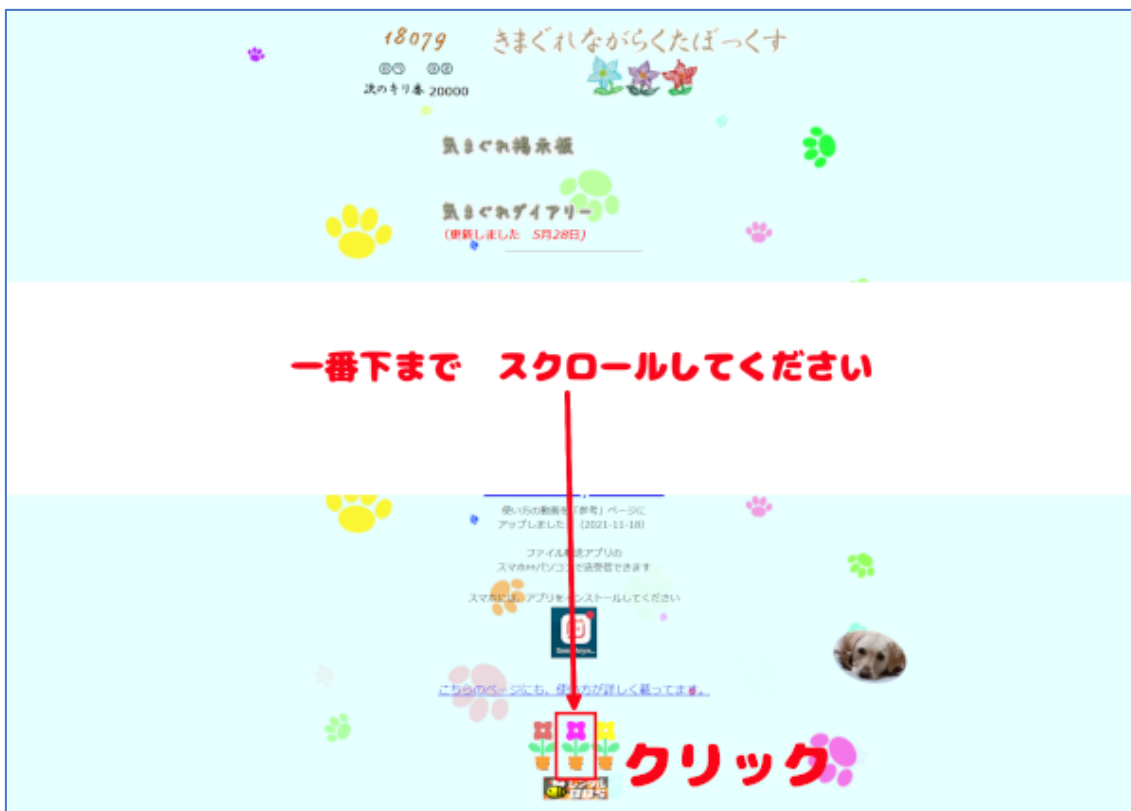 18079
きまぐれながらくたぼっくす
次のキリ番 20000
気まぐれ掲示板
気まぐれダイアリー
(更新しました 5月28日)
一番下まで スクロールしてください
使い方の動画を「参考」ページに
アップしました (2021-11-18)
ファイル転送アプリの
スマホ⇔パソコンで送受信できます
スマホには、アプリをインストールしてください
こちらのページにも、使い方が詳しく載ってます。
クリック
レンタル
BBS